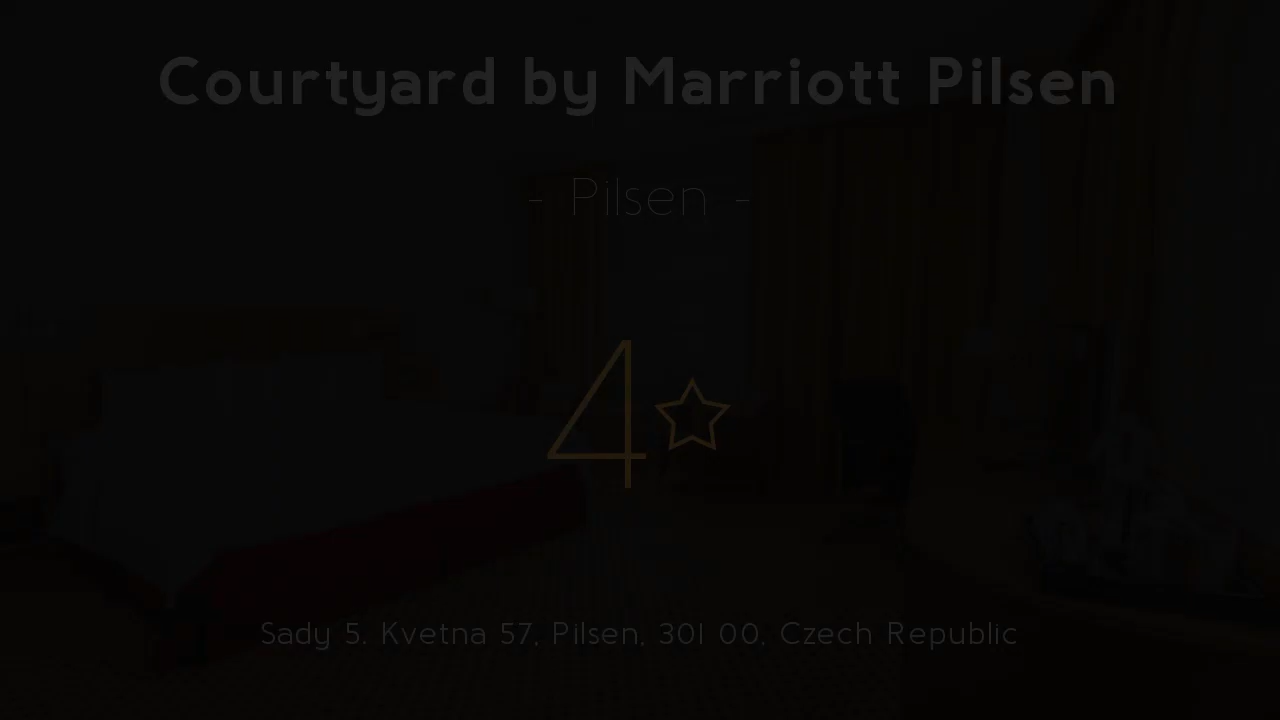 Courtyard by Marriott Pilsen
- Pilsen -
4
Sady 5. Kvetna 57, Pilsen, 301 00, Czech Republic